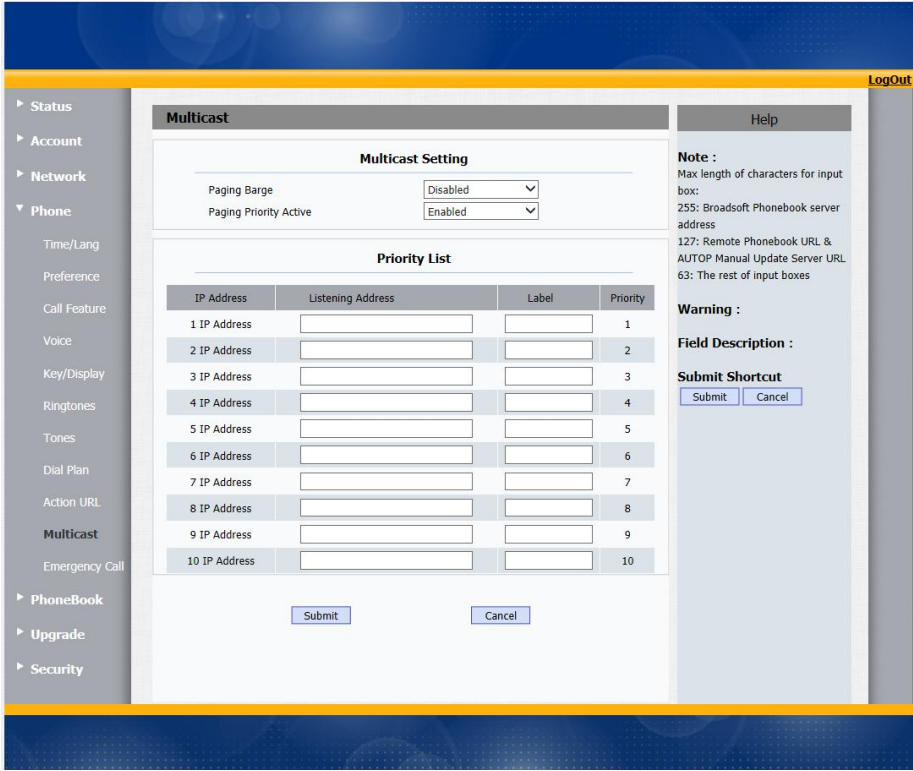 LogOut
Status
Account
Network
Phone
Time/Lang
Preference
Call Feature
Voice
Key/Display
Ringtones
Tones
Dial Plan
Action URL
Multicast
Emergency Call
PhoneBook
Upgrade
Security
Multicast
Multicast Setting
Paging Barge Disabled
Paging Priority Active Enabled
Priority List
IP Address Listening Address Label Priority
1 IP Address 1
2 IP Address 2
3 IP Address 3
4 IP Address 4
5 IP Address 5
6 IP Address 6
7 IP Address 7
8 IP Address 8
9 IP Address 9
10 IP Address 10
Submit Cancel
Help
Note :
Max length of characters for input
box:
255: Broadsoft Phonebook server
address
127: Remote Phonebook URL &
AUTOP Manual Update Server URL
63: The rest of input boxes
Warning :
Field Description :
Submit Shortcut
Submit Cancel